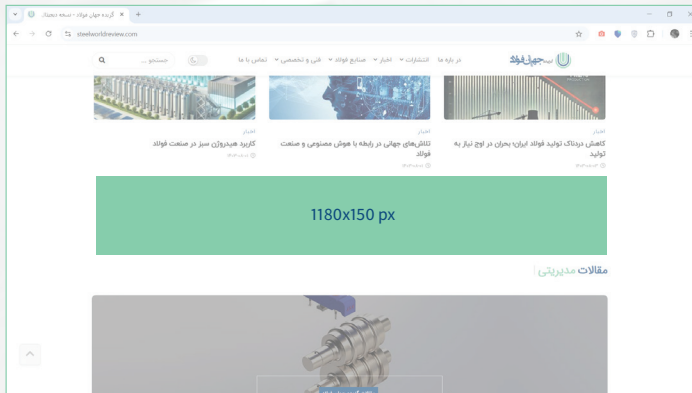 گزیده جهان فولاد - نسخه دیجیتال
steelworldreview.com
گزیده جهان فولاد
در باره ما
انتشارات
اخبار
صنایع فولاد
فنی و تخصصی
تماس با ما
جستجو ...
اخبار
کاهش دردناک تولید فولاد ایران؛ بحران در اوج نیاز به
تولید
اخبار
تلاش‌های جهانی در رابطه با هوش مصنوعی و صنعت
فولاد
اخبار
کاربرد هیدروژن سبز در صنعت فولاد
1180x150 px
مقالات مدیریتی